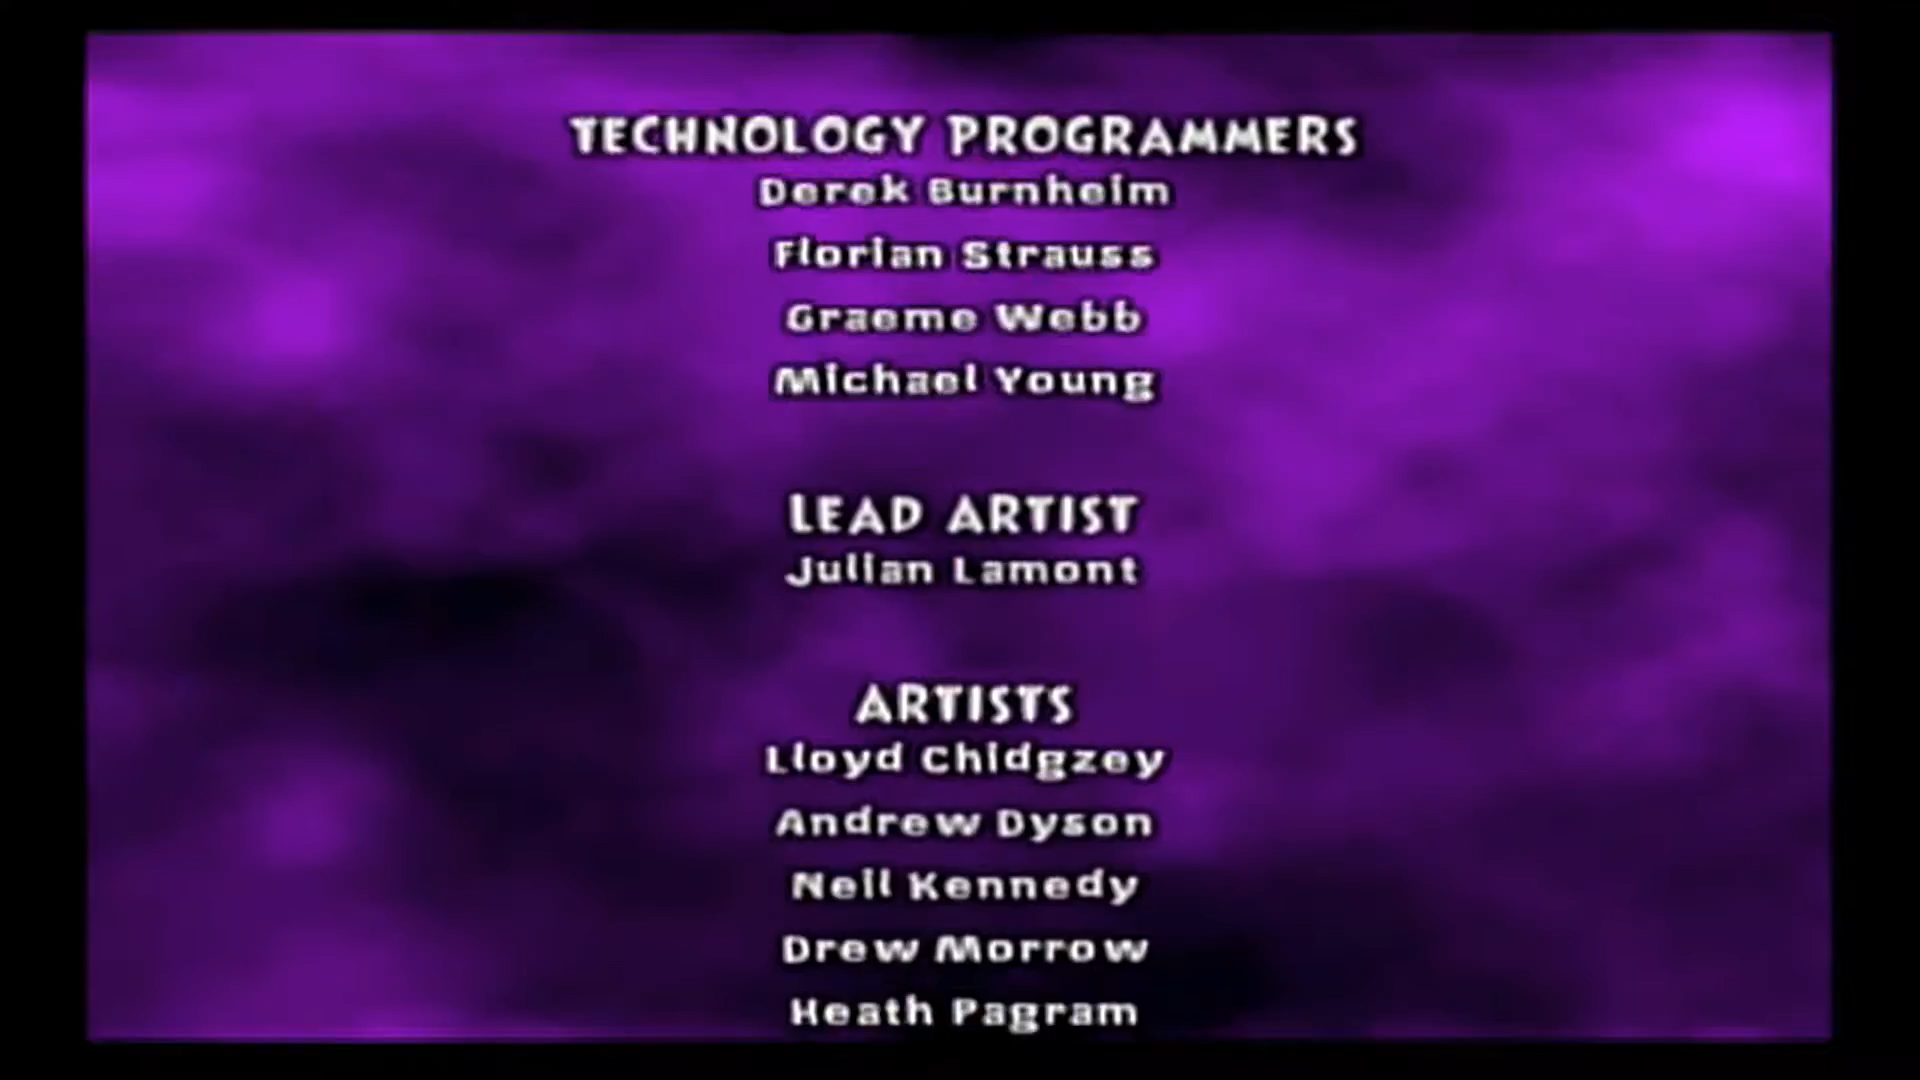 TECHNOLOGY PROGRAMMERS
Derek Burnheim
Florian Strauss
Graeme Webb
Michael Young
LEAD ARTIST
Julian Lamont
ARTISTS
Lloyd Chidgzey
Andrew Dyson
Neil Kennedy
Drew Morrow
Heath Pagram